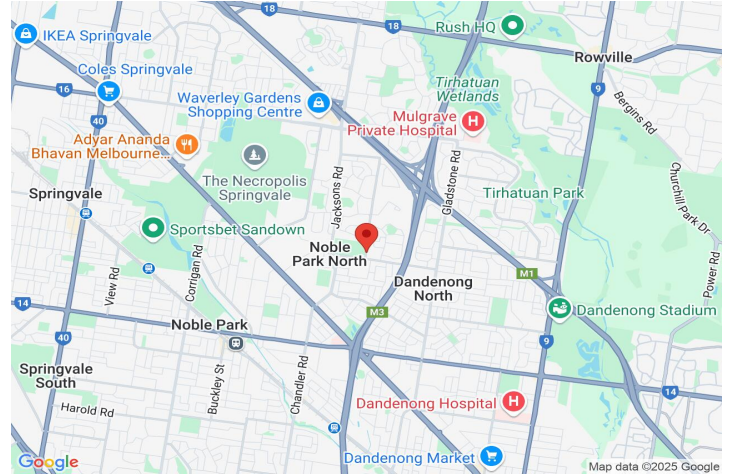 18
18
Rush HQ
IKEA Springvale
Rowville
Coles Springvale
Tirhatuan
Wetlands
16
9
Waverley Gardens
Shopping Centre
Bergins Rd
40
Mulgrave
Private Hospital
Adyar Ananda
Bhavan Melbourne...
Gladstone Rd
The Necropolis
Springvale
Jacksons Rd
Churchill Park Dr
Springvale
Tirhatuan Park
Sportsbet Sandown
Noble
Park North
Corrigan Rd
View Rd
M1
Power Rd
Dandenong
North
14
M3
Dandenong Stadium
Noble Park
40
9
Springvale
South
Buckley St
Chandler Rd
14
Harold Rd
Dandenong Hospital
Dandenong Market
Google
Map data ©2025 Google